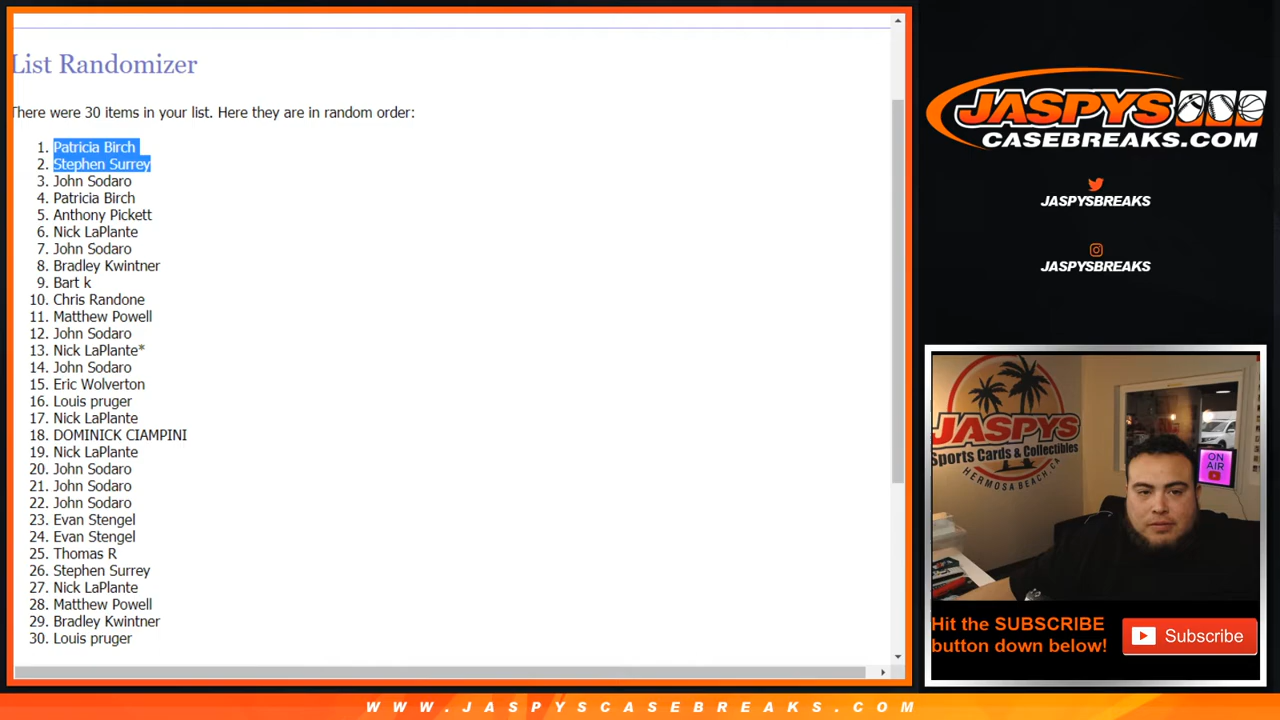 List Randomizer
There were 30 items in your list. Here they are in random order:
1. Patricia Birch
2. Stephen Surrey
3. John Sodaro
4. Patricia Birch
5. Anthony Pickett
6. Nick LaPlante
7. John Sodaro
8. Bradley Kwintner
9. Bart k
10. Chris Randone
11. Matthew Powell
12. John Sodaro
13. Nick LaPlante*
14. John Sodaro
15. Eric Wolverton
16. Louis pruger
17. Nick LaPlante
18. DOMINICK CIAMPINI
19. Nick LaPlante
20. John Sodaro
21. John Sodaro
22. John Sodaro
23. Evan Stengel
24. Evan Stengel
25. Thomas R
26. Stephen Surrey
27. Nick LaPlante
28. Matthew Powell
29. Bradley Kwintner
30. Louis pruger
JASPYS
CASEBREAKS.COM
JASPYSBREAKS
JASPYSBREAKS
JASPYS
Sports Cards & Collectibles
HERMOSA BEACH, CA
ON
AIR
Hit the SUBSCRIBE
button down below!
Subscribe
WWW.JASPYSCASEBREAKS.COM